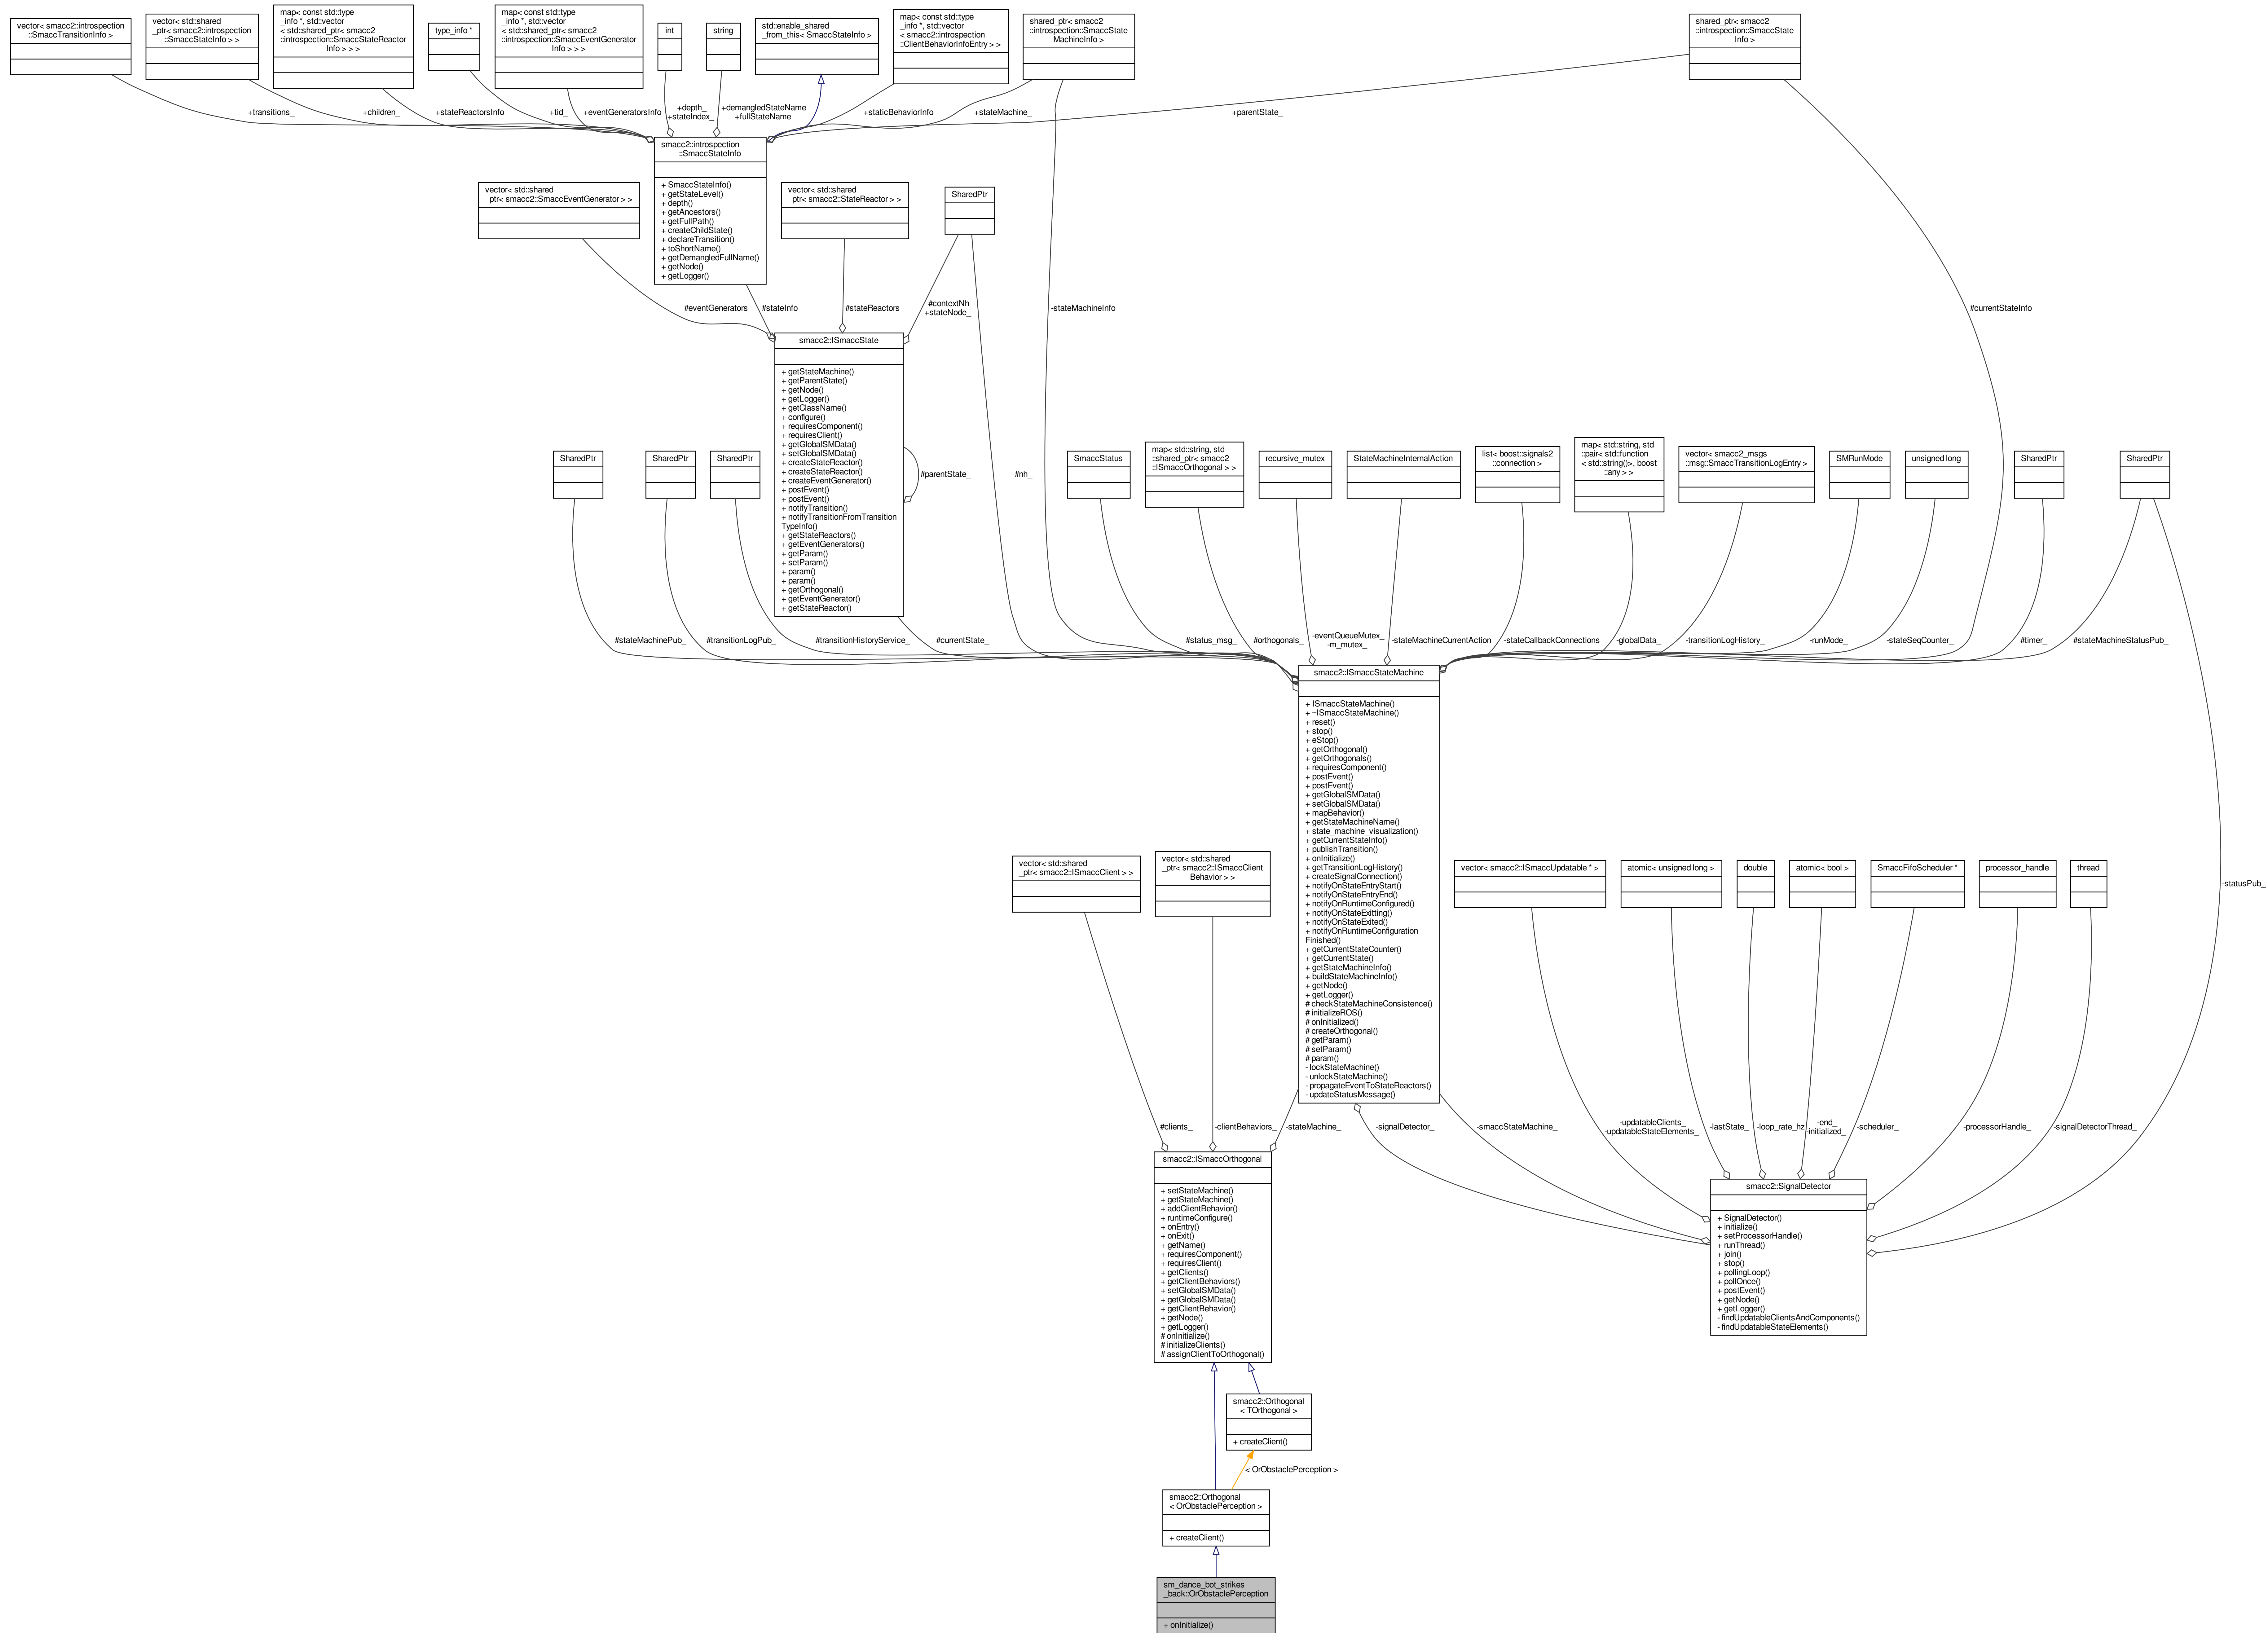 vector< smacc2::introspection
::SmaccTransitionInfo >
vector< std::shared
_ptr< smacc2::introspection
::SmaccStateInfo > >
map< const std::type
_info *, std::vector
< std::shared_ptr< smacc2
::introspection::SmaccStateReactor
Info > > >
type_info *
map< const std::type
_info *, std::vector
< std::shared_ptr< smacc2
::introspection::SmaccEventGenerator
Info > > >
int
string
std::enable_shared
_from_this< SmaccStateInfo >
map< const std::type
_info *, std::vector
< smacc2::introspection
::ClientBehaviorInfoEntry > >
shared_ptr< smacc2
::introspection::SmaccState
MachineInfo >
shared_ptr< smacc2
::introspection::SmaccState
Info >
+transitions_
+children_
+stateReactorsInfo
+tid_
+eventGeneratorsInfo
+depth_
+stateIndex_
+demangledStateName
+fullStateName
+staticBehaviorInfo
+stateMachine_
+parentState_
smacc2::introspection
::SmaccStateInfo
+ SmaccStateInfo()
+ getStateLevel()
+ depth()
+ getAncestors()
+ getFullPath()
+ createChildState()
+ declareTransition()
+ toShortName()
+ getDemangledFullName()
+ getNode()
+ getLogger()
vector< std::shared
_ptr< smacc2::SmaccEventGenerator > >
vector< std::shared
_ptr< smacc2::StateReactor > >
SharedPtr
#eventGenerators_
#stateInfo_
#stateReactors_
#contextNh
+stateNode_
-stateMachineInfo_
#currentStateInfo_
smacc2::ISmaccState
+ getStateMachine()
+ getParentState()
+ getNode()
+ getLogger()
+ getClassName()
+ configure()
+ requiresComponent()
+ requiresClient()
+ getGlobalSMData()
+ setGlobalSMData()
+ createStateReactor()
+ createStateReactor()
+ createEventGenerator()
+ postEvent()
+ postEvent()
+ notifyTransition()
+ notifyTransitionFromTransition
TypeInfo()
+ getStateReactors()
+ getEventGenerators()
+ getParam()
+ setParam()
+ param()
+ param()
+ getOrthogonal()
+ getEventGenerator()
+ getStateReactor()
#parentState_
#nh_
SharedPtr
SharedPtr
SharedPtr
SmaccStatus
map< std::string, std
::shared_ptr< smacc2
::ISmaccOrthogonal > >
recursive_mutex
StateMachineInternalAction
list< boost::signals2
::connection >
map< std::string, std
::pair< std::function
< std::string()>, boost
::any > >
vector< smacc2_msgs
::msg::SmaccTransitionLogEntry >
SMRunMode
unsigned long
SharedPtr
SharedPtr
#stateMachinePub_
#transitionLogPub_
#transitionHistoryService_
#currentState_
#status_msg_
#orthogonals_
-eventQueueMutex_
-m_mutex_
-stateMachineCurrentAction
-stateCallbackConnections
-globalData_
-transitionLogHistory_
-runMode_
-stateSeqCounter_
#timer_
#stateMachineStatusPub_
smacc2::ISmaccStateMachine
+ ISmaccStateMachine()
+ ~ISmaccStateMachine()
+ reset()
+ stop()
+ eStop()
+ getOrthogonal()
+ getOrthogonals()
+ requiresComponent()
+ postEvent()
+ postEvent()
+ getGlobalSMData()
+ setGlobalSMData()
+ mapBehavior()
+ getStateMachineName()
+ state_machine_visualization()
+ getCurrentStateInfo()
+ publishTransition()
+ onInitialize()
+ getTransitionLogHistory()
+ createSignalConnection()
+ notifyOnStateEntryStart()
+ notifyOnStateEntryEnd()
+ notifyOnRuntimeConfigured()
+ notifyOnStateExitting()
+ notifyOnStateExited()
+ notifyOnRuntimeConfiguration
Finished()
+ getCurrentStateCounter()
+ getCurrentState()
+ getStateMachineInfo()
+ buildStateMachineInfo()
+ getNode()
+ getLogger()
# checkStateMachineConsistence()
# initializeROS()
# onInitialized()
# createOrthogonal()
# getParam()
# setParam()
# param()
- lockStateMachine()
- unlockStateMachine()
- propagateEventToStateReactors()
- updateStatusMessage()
vector< std::shared
_ptr< smacc2::ISmaccClient > >
vector< std::shared
_ptr< smacc2::ISmaccClient
Behavior > >
vector< smacc2::ISmaccUpdatable * >
atomic< unsigned long >
double
atomic< bool >
SmaccFifoScheduler *
processor_handle
thread
-statusPub_
#clients_
-clientBehaviors_
-stateMachine_
-signalDetector_
-smaccStateMachine_
-updatableClients_
-updatableStateElements_
-lastState_
-loop_rate_hz
-end_
-initialized_
-scheduler_
-processorHandle_
-signalDetectorThread_
smacc2::ISmaccOrthogonal
+ setStateMachine()
+ getStateMachine()
+ addClientBehavior()
+ runtimeConfigure()
+ onEntry()
+ onExit()
+ getName()
+ requiresComponent()
+ requiresClient()
+ getClients()
+ getClientBehaviors()
+ setGlobalSMData()
+ getGlobalSMData()
+ getClientBehavior()
+ getNode()
+ getLogger()
# onInitialize()
# initializeClients()
# assignClientToOrthogonal()
smacc2::SignalDetector
+ SignalDetector()
+ initialize()
+ setProcessorHandle()
+ runThread()
+ join()
+ stop()
+ pollingLoop()
+ pollOnce()
+ postEvent()
+ getNode()
+ getLogger()
- findUpdatableClientsAndComponents()
- findUpdatableStateElements()
smacc2::Orthogonal
< TOrthogonal >
+ createClient()
< OrObstaclePerception >
smacc2::Orthogonal
< OrObstaclePerception >
+ createClient()
sm_dance_bot_strikes
_back::OrObstaclePerception
+ onInitialize()